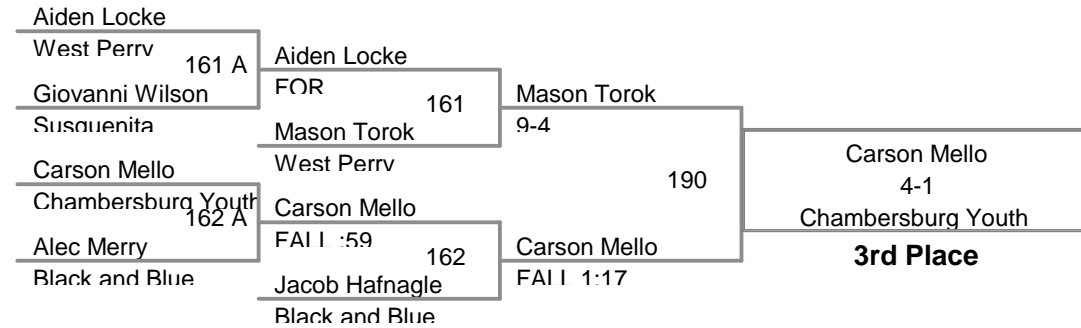 Aiden Locke
West Perry
161 A
Giovanni Wilson
Susquenita
Carson Mello
Chambersburg Youth
162 A
Alec Merry
Black and Blue
Aiden Locke
FOR
161
Mason Torok
West Perry
Carson Mello
FALL :59
162
Jacob Hafnagle
Black and Blue
Mason Torok
9-4
190
Carson Mello
FALL 1:17
Carson Mello
4-1
Chambersburg Youth
3rd Place